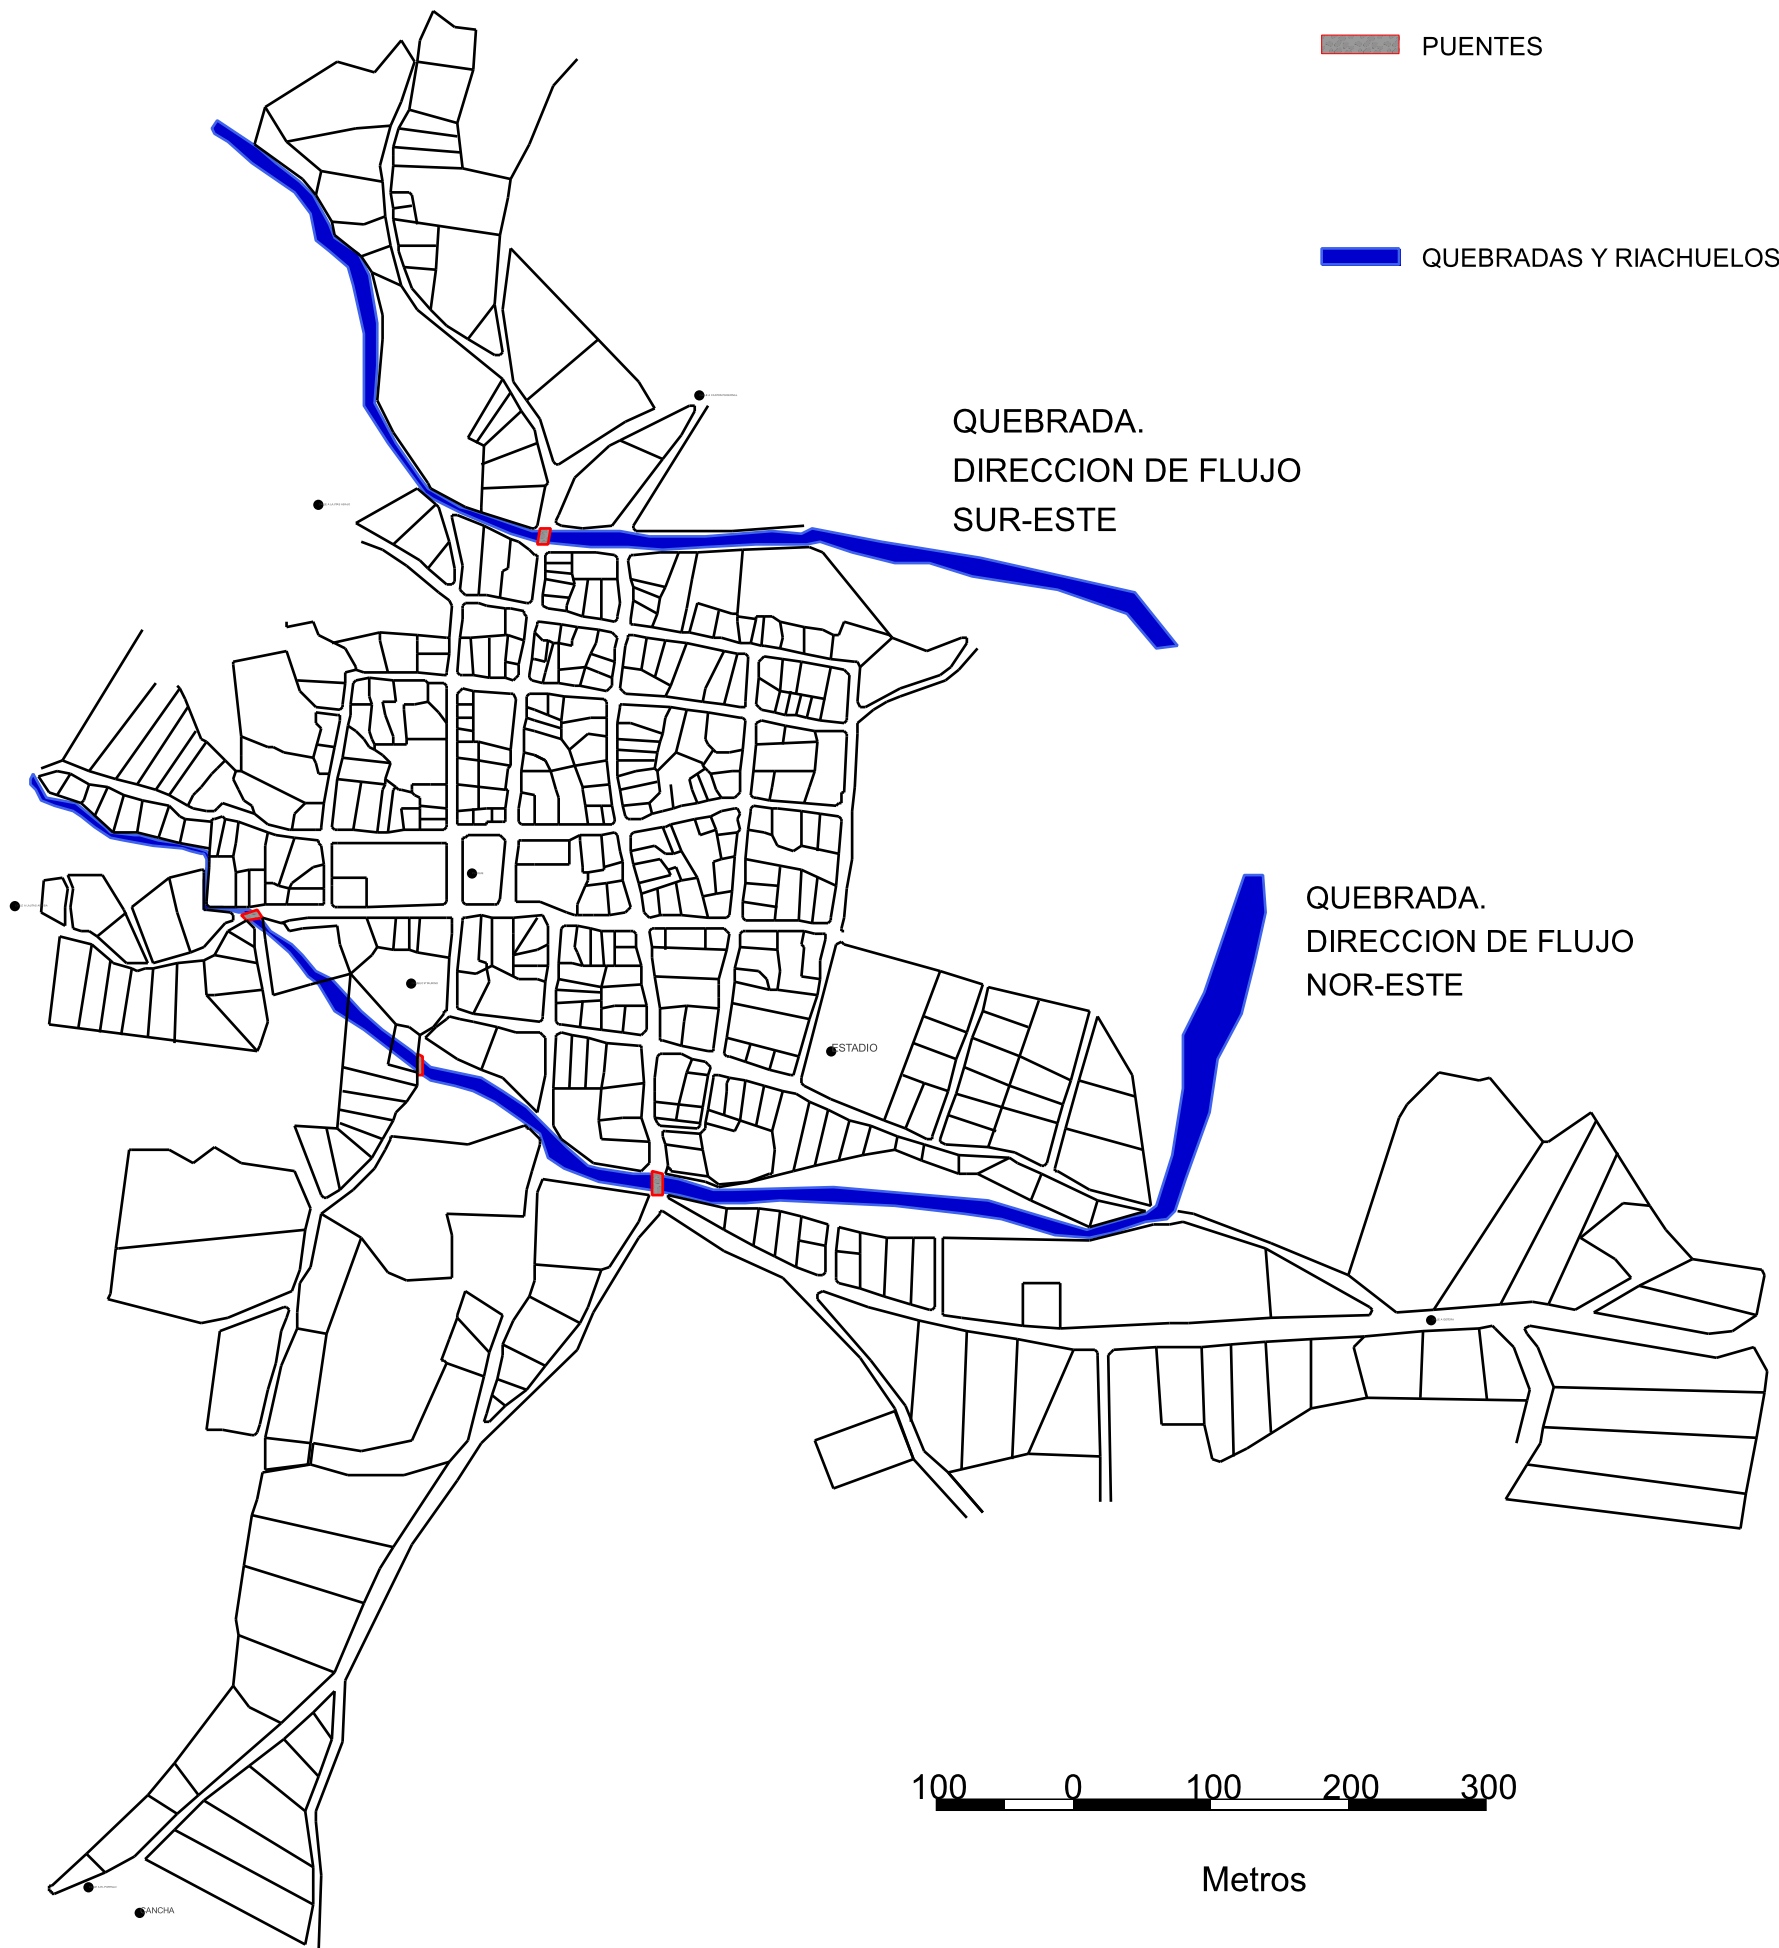 PUENTES
QUEBRADAS Y RIACHUELOS
QUEBRADA.
DIRECCION DE FLUJO
SUR-ESTE
QUEBRADA.
DIRECCION DE FLUJO
NOR-ESTE
ESTADIO
100 0 100 200 300
Metros
CANCHA